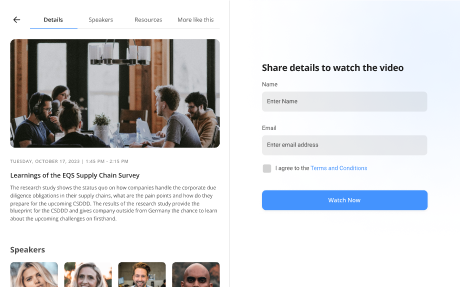 Details
Speakers
Resources
More like this
TUESDAY, OCTOBER 17, 2023 | 1:45 PM - 2:15 PM
Learnings of the EQS Supply Chain Survey
The research study shows the status quo on how companies handle the corporate due
diligence obligations in their supply chains, what are the pain points and how do they
prepare for the upcoming CSDDD. The results of the research study provide the
blueprint for the CSDDD and gives company outside from Germany the chance to learn
about the upcoming challenges on firsthand.
Speakers
Share details to watch the video
Name
Enter Name
Email
Enter email address
I agree to the Terms and Conditions
Watch Now